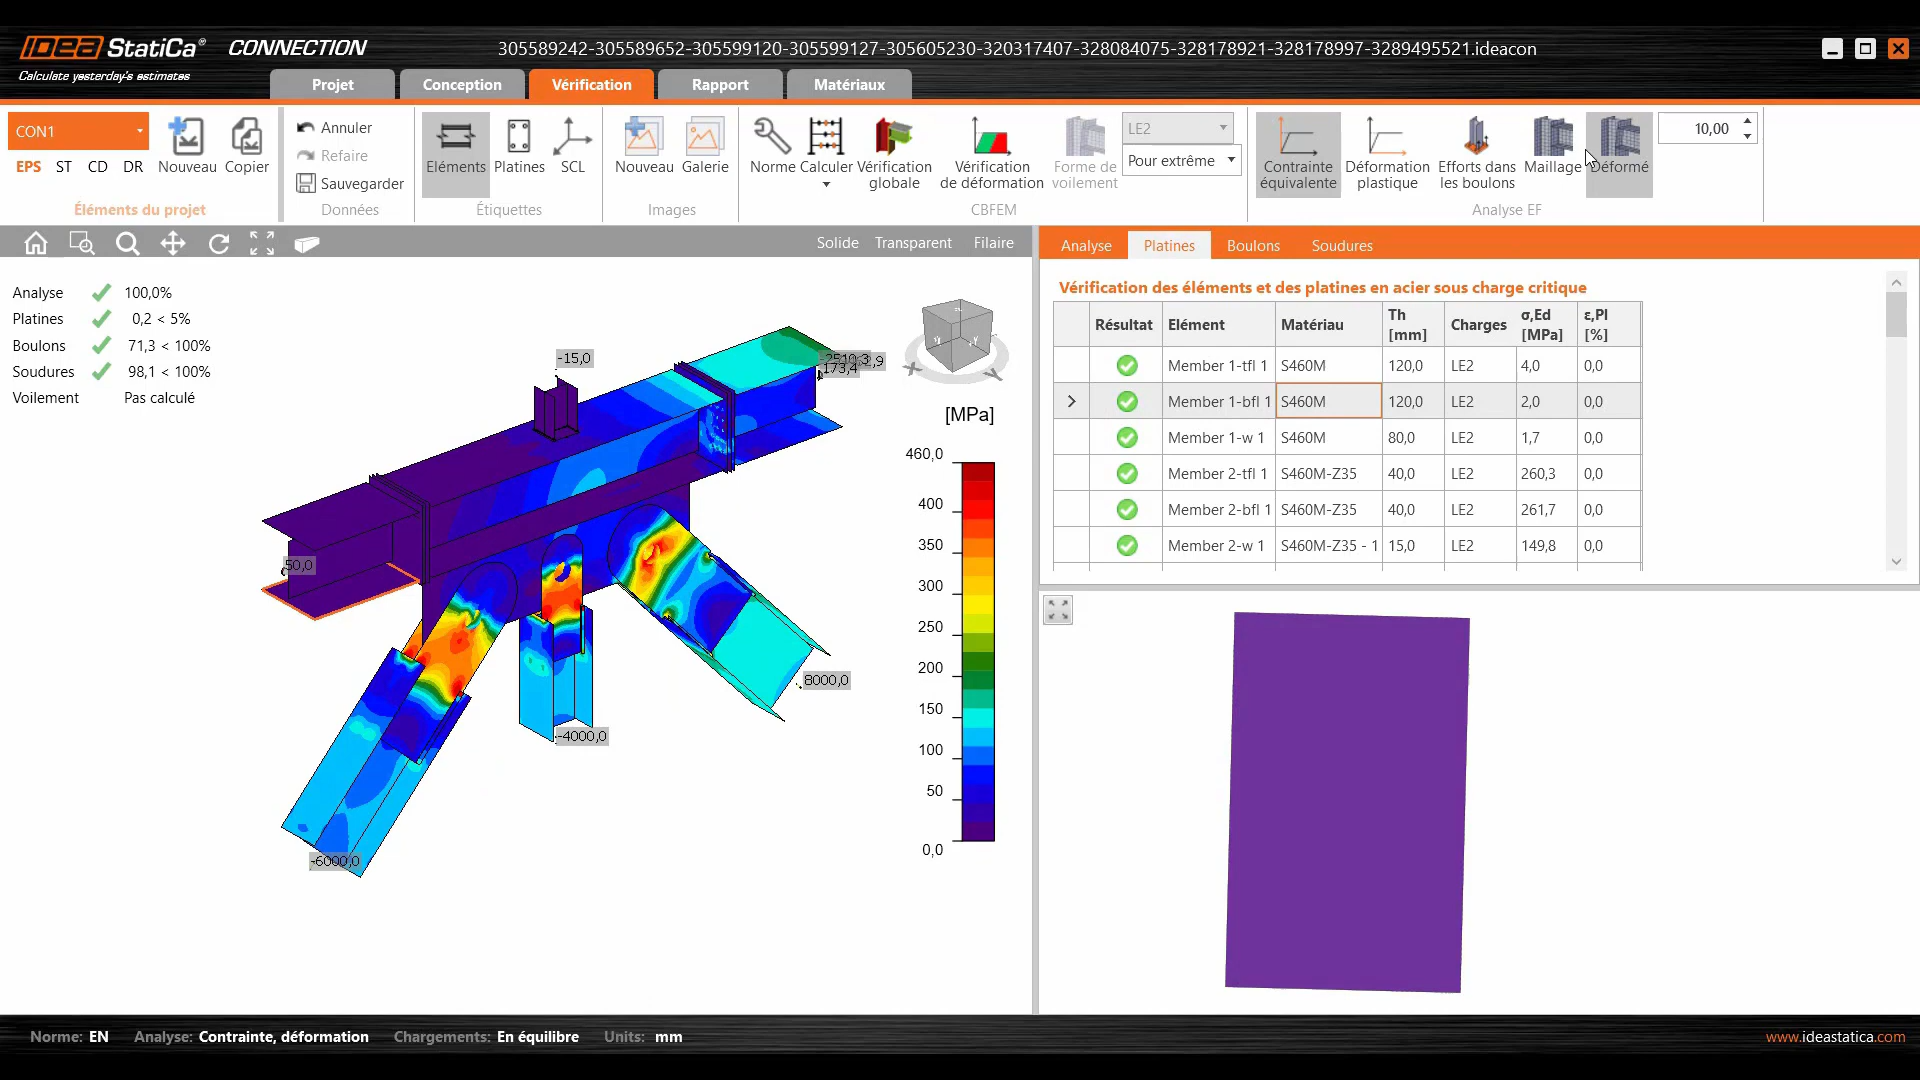 IDEA StatiCa® CONNECTION
Calculate yesterday's estimates
305589242-305589652-305599120-305599127-305605230-320317407-328084075-328178921-328178997-3289495521.ideacon
Projet
Conception
Vérification
Rapport
Matériaux
CON1
EPS ST CD DR
Nouveau
Copier
Éléments du projet
Annuler
Refaire
Sauvegarder
Données
Eléments
Platines
SCL
Étiquettes
Nouveau
Galerie
Images
Norme
Calculer
Vérification globale
Vérification de déformation
Forme de voilement
LE2
Pour extrême
CBFEM
Contrainte équivalente
Déformation plastique
Efforts dans les boulons
Maillage
Déformé
10,00
Analyse EF
Solide
Transparent
Filaire
Analyse 100,0%
Platines 0,2 < 5%
Boulons 71,3 < 100%
Soudures 98,1 < 100%
Voilement Pas calculé
-15,0
173,4
50,0
8000,0
-4000,0
-6000,0
[MPa]
460,0
400
350
300
250
200
150
100
50
0,0
Analyse
Platines
Boulons
Soudures
Vérification des éléments et des platines en acier sous charge critique
Résultat Elément Matériau Th [mm] Charges σ,Ed [MPa] ε,Pl [%]
Member 1-tfl 1 S460M 120,0 LE2 4,0 0,0
Member 1-bfl 1 S460M 120,0 LE2 2,0 0,0
Member 1-w 1 S460M 80,0 LE2 1,7 0,0
Member 2-tfl 1 S460M-Z35 40,0 LE2 260,3 0,0
Member 2-bfl 1 S460M-Z35 40,0 LE2 261,7 0,0
Member 2-w 1 S460M-Z35 - 1 15,0 LE2 149,8 0,0
Norme: EN Analyse: Contrainte, déformation Chargements: En équilibre Units: mm
www.ideastatica.com